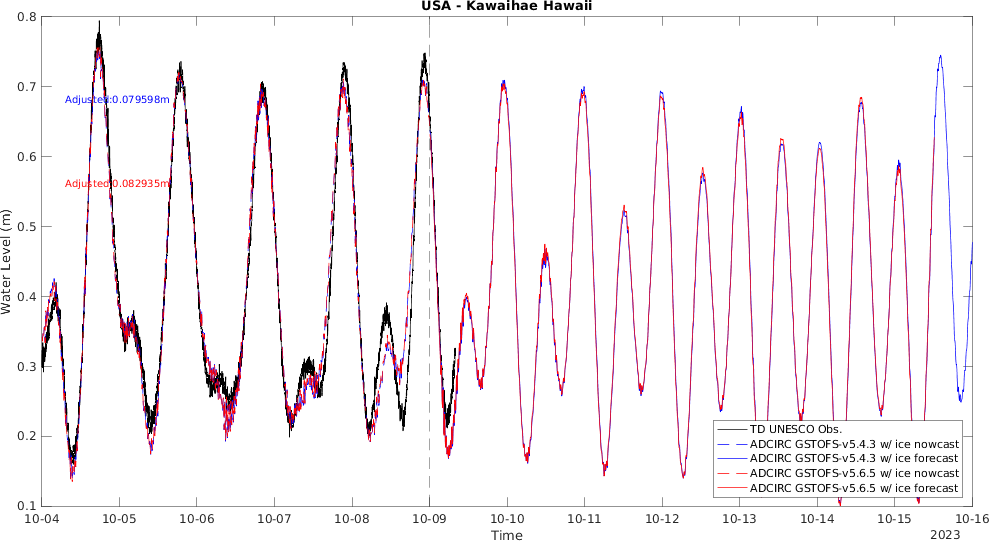 USA - Kawaihae Hawaii
0.8
0.7
0.6
0.5
0.4
0.3
0.2
0.1
Water Level (m)
Adjusted:0.079598m
Adjusted:0.082935m
TD UNESCO Obs.
ADCIRC GSTOFS-v5.4.3 w/ ice nowcast
ADCIRC GSTOFS-v5.4.3 w/ ice forecast
ADCIRC GSTOFS-v5.6.5 w/ ice nowcast
ADCIRC GSTOFS-v5.6.5 w/ ice forecast
10-04 10-05 10-06 10-07 10-08 10-09 10-10 10-11 10-12 10-13 10-14 10-15 10-16
Time
2023